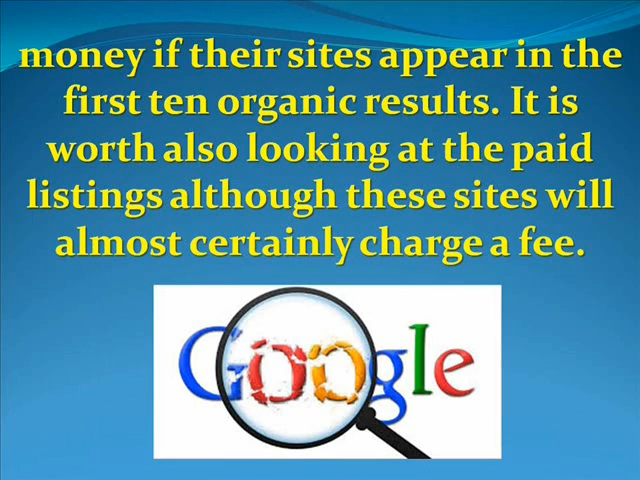 money if their sites appear in the
first ten organic results. It is
worth also looking at the paid
listings although these sites will
almost certainly charge a fee.
Google